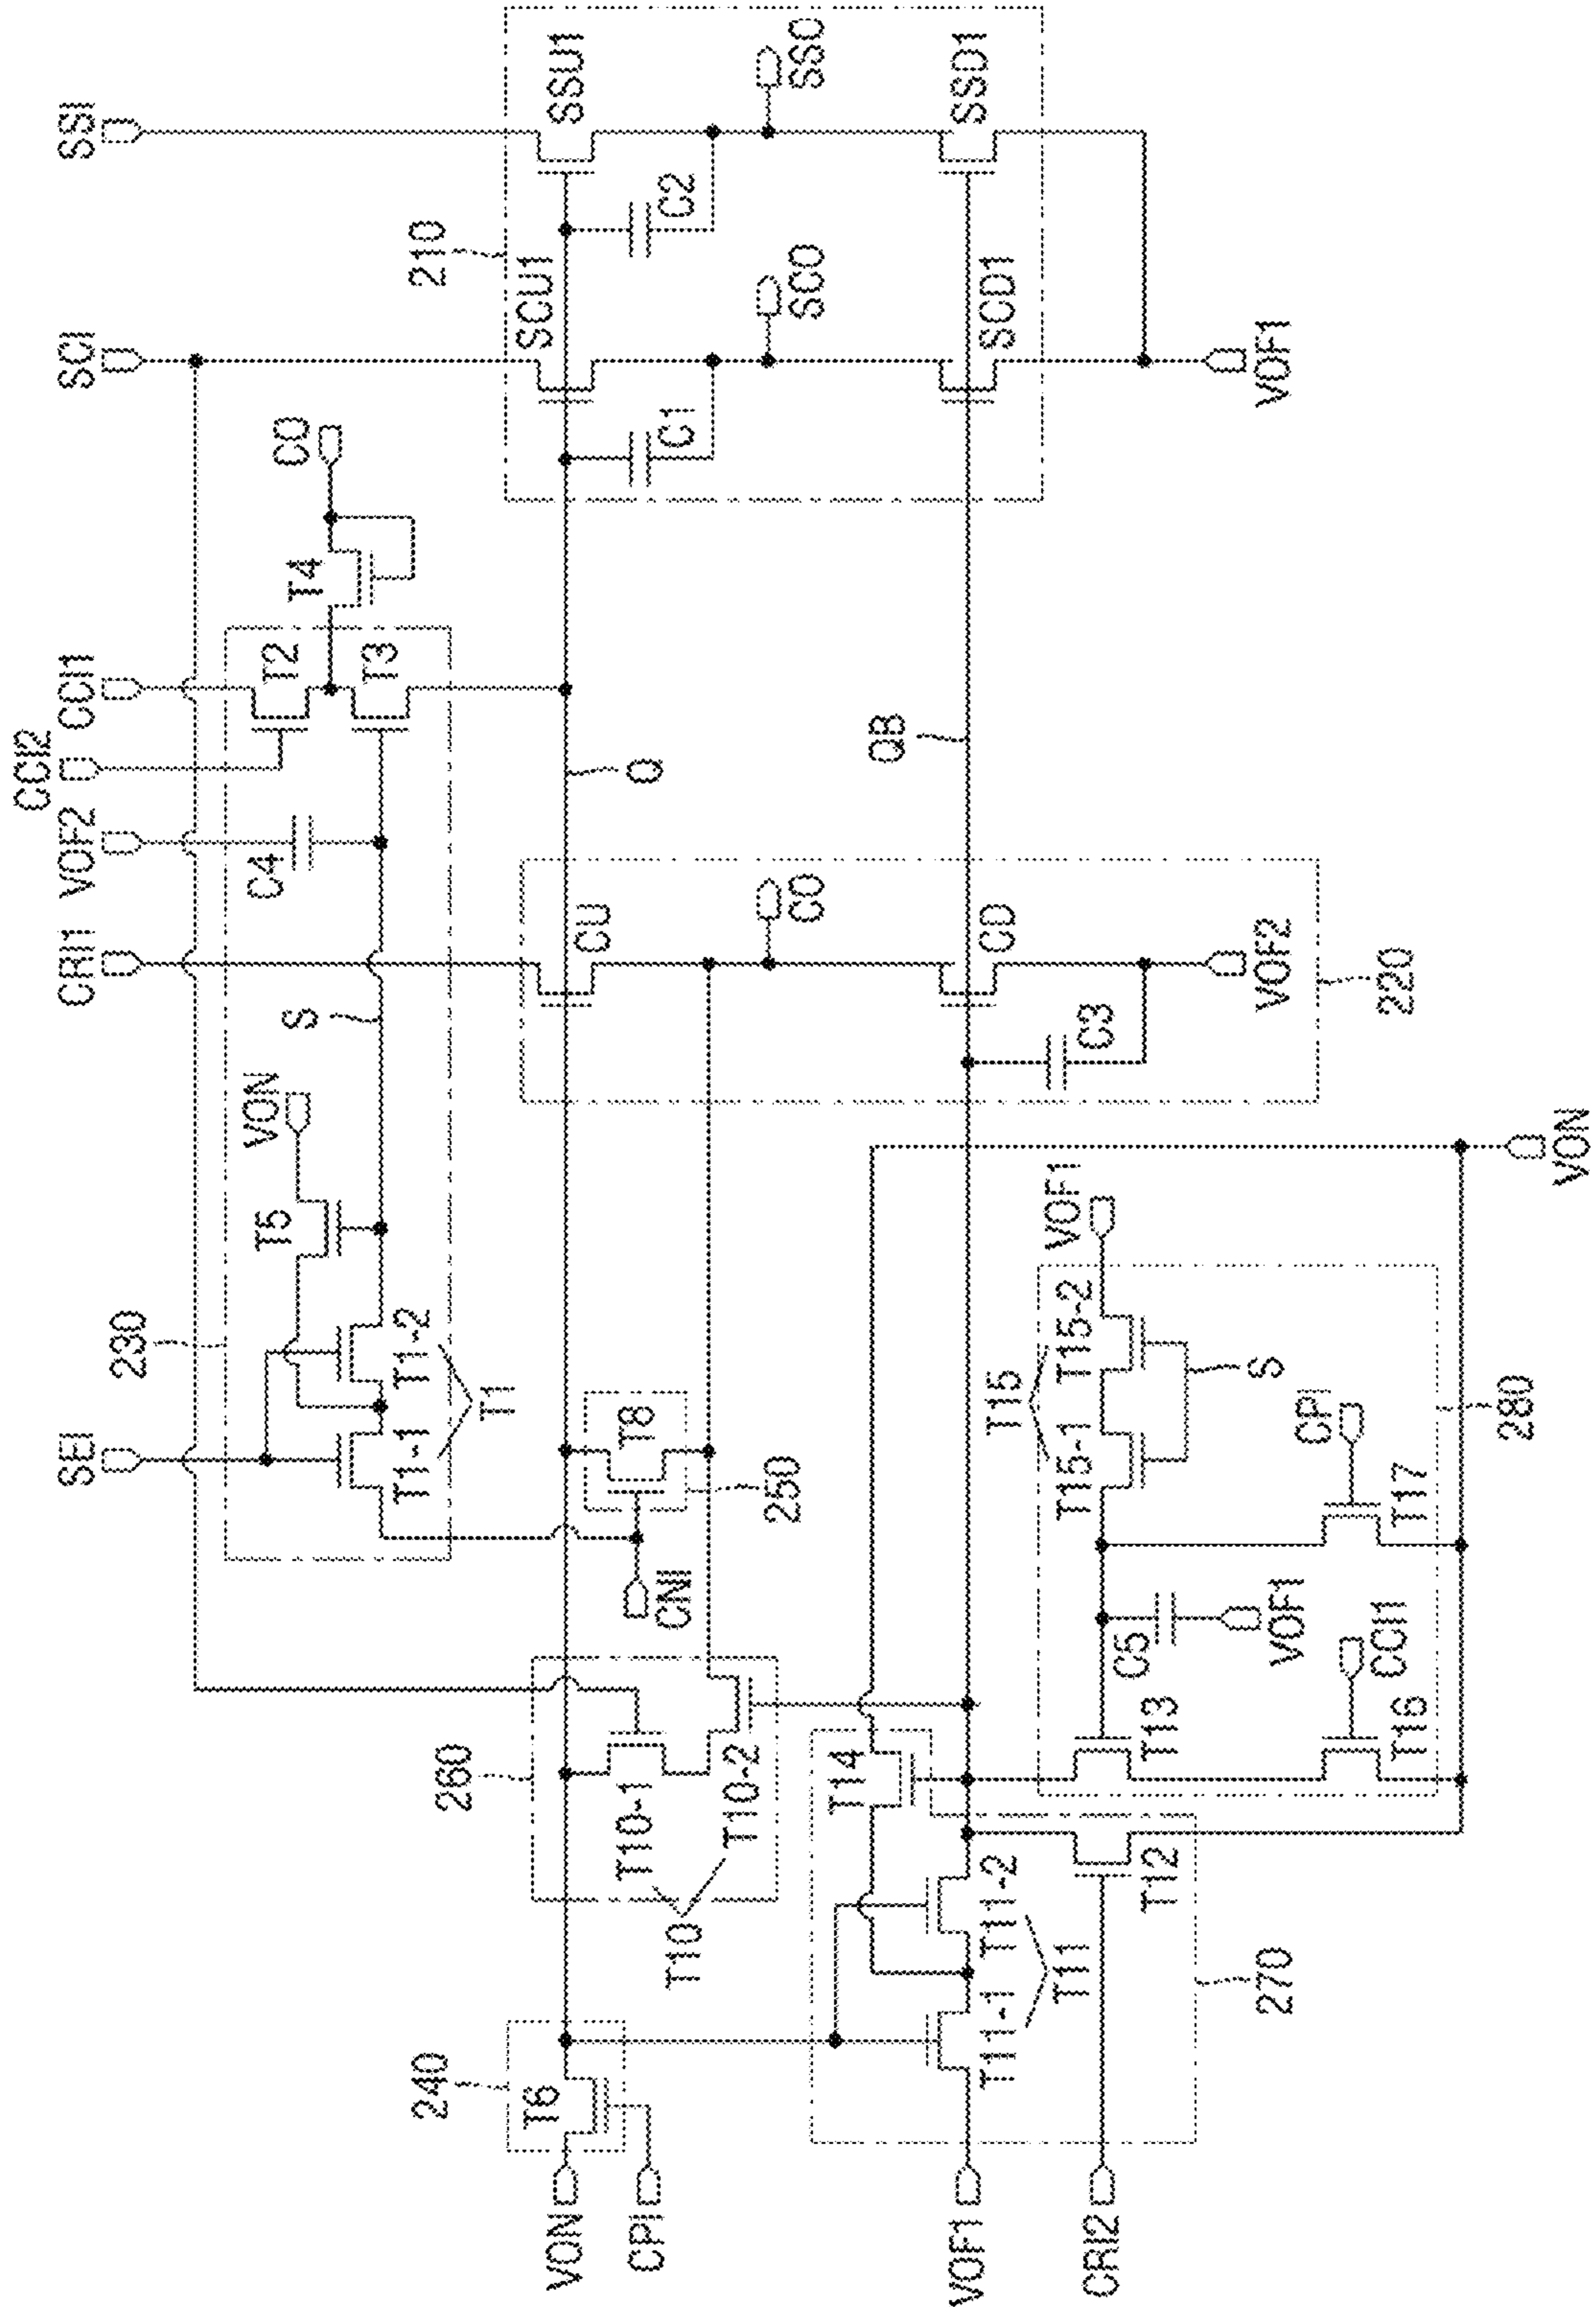 SSI
SCI
CCI1
CCI2
VOF2
CRI1
SEI
CO
T4
T2
T3
C4
S
VON
T5
230
T1-1
T1-2
T1
210
SSU1
SCU1
C2
C1
SSO
SCO
SSD1
SCD1
VOF1
Q
QB
CU
CO
CD
C3
VOF2
220
T8
250
CNI
260
T10-1
T10-2
T10
240
T6
VON
CPI
VOF1
CRI2
T14
T11-1
T11-2
T11
T12
270
VON
VOF1
T15
T15-1
T15-2
S
CPI
280
T17
C5
VOF1
CCI1
T13
T16